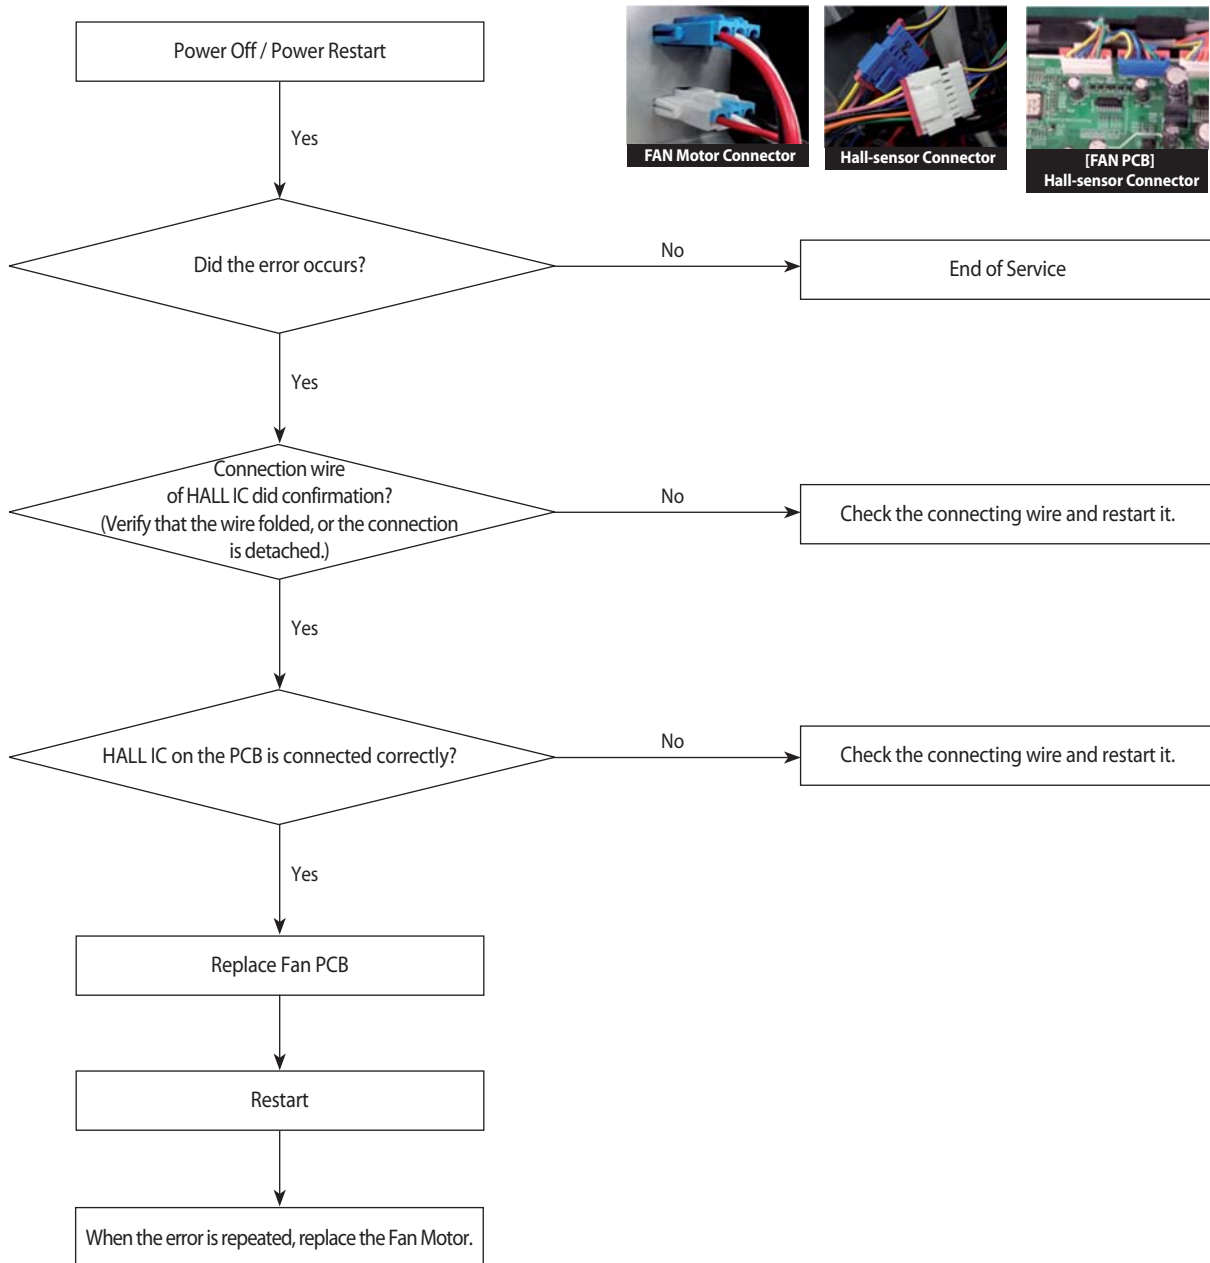 Power Off / Power Restart
FAN Motor Connector
Hall-sensor Connector
[FAN PCB]
Hall-sensor Connector
Yes
Did the error occurs?
No
End of Service
Yes
Connection wire
of HALL IC did confirmation?
(Verify that the wire folded, or the connection
is detached.)
No
Check the connecting wire and restart it.
Yes
HALL IC on the PCB is connected correctly?
No
Check the connecting wire and restart it.
Yes
Replace Fan PCB
Restart
When the error is repeated, replace the Fan Motor.